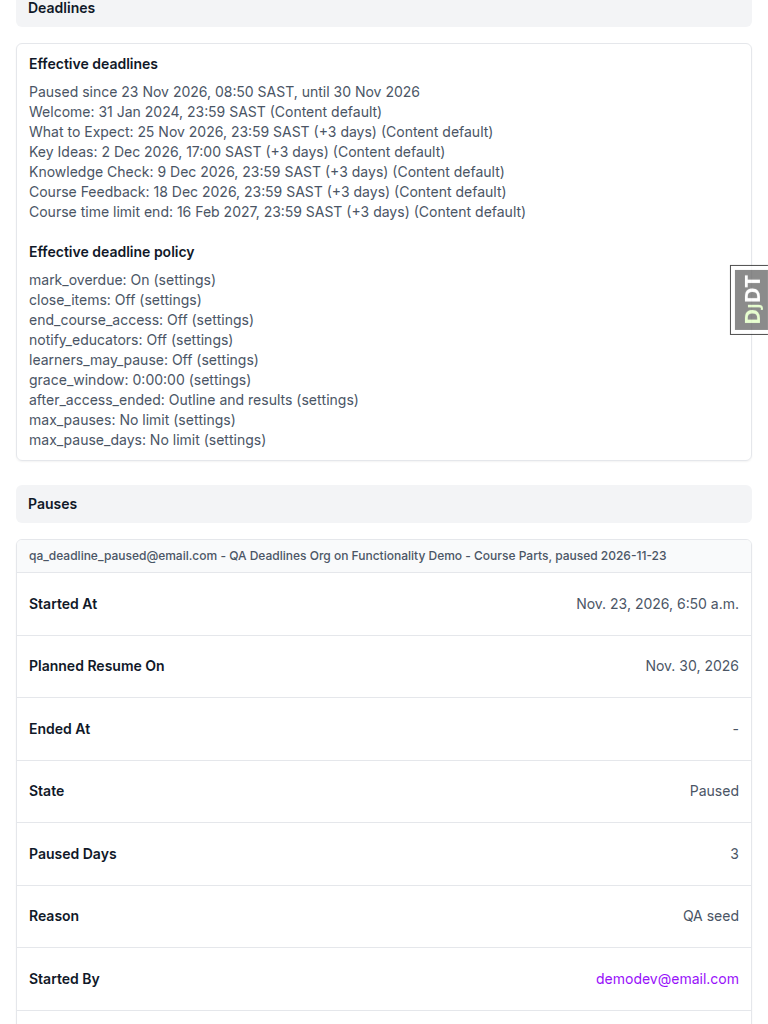 Deadlines
Effective deadlines
Paused since 23 Nov 2026, 08:50 SAST, until 30 Nov 2026
Welcome: 31 Jan 2024, 23:59 SAST (Content default)
What to Expect: 25 Nov 2026, 23:59 SAST (+3 days) (Content default)
Key Ideas: 2 Dec 2026, 17:00 SAST (+3 days) (Content default)
Knowledge Check: 9 Dec 2026, 23:59 SAST (+3 days) (Content default)
Course Feedback: 18 Dec 2026, 23:59 SAST (+3 days) (Content default)
Course time limit end: 16 Feb 2027, 23:59 SAST (+3 days) (Content default)
Effective deadline policy
mark_overdue: On (settings)
close_items: Off (settings)
end_course_access: Off (settings)
notify_educators: Off (settings)
learners_may_pause: Off (settings)
grace_window: 0:00:00 (settings)
after_access_ended: Outline and results (settings)
max_pauses: No limit (settings)
max_pause_days: No limit (settings)
DjDT
Pauses
qa_deadline_paused@email.com - QA Deadlines Org on Functionality Demo - Course Parts, paused 2026-11-23
Started At Nov. 23, 2026, 6:50 a.m.
Planned Resume On Nov. 30, 2026
Ended At -
State Paused
Paused Days 3
Reason QA seed
Started By demodev@email.com